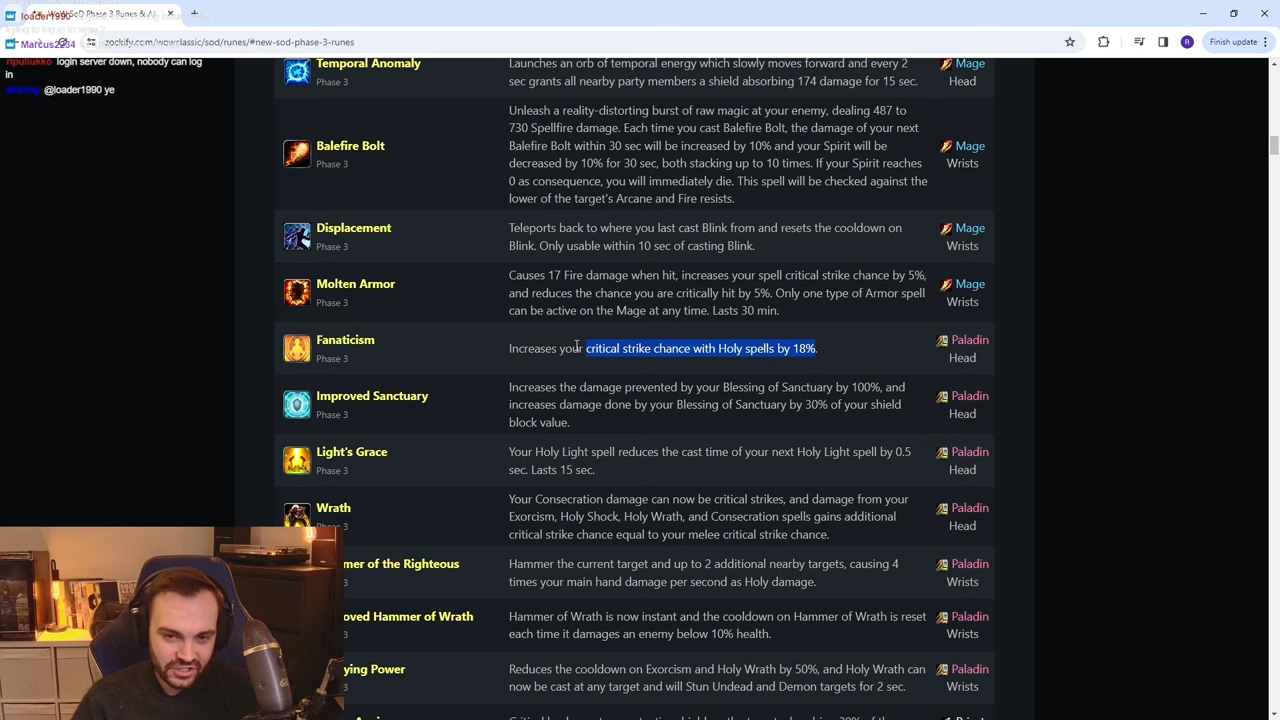 loader1990
WoW SoD Phase 3 Runes & Al
trying to log in to wow ?
Marcus2234
zockify.com/wowclassic/sod/runes/#new-sod-phase-3-runes
R
Finish update
login server down, nobody can log
in
@loader1990 ye
Temporal Anomaly
Phase 3
Launches an orb of temporal energy which slowly moves forward and every 2
sec grants all nearby party members a shield absorbing 174 damage for 15 sec.
Mage
Head
Balefire Bolt
Phase 3
Unleash a reality-distorting burst of raw magic at your enemy, dealing 487 to
730 Spellfire damage. Each time you cast Balefire Bolt, the damage of your next
Balefire Bolt within 30 sec will be increased by 10% and your Spirit will be
decreased by 10% for 30 sec, both stacking up to 10 times. If your Spirit reaches
0 as consequence, you will immediately die. This spell will be checked against the
lower of the target's Arcane and Fire resists.
Mage
Wrists
Displacement
Phase 3
Teleports back to where you last cast Blink from and resets the cooldown on
Blink. Only usable within 10 sec of casting Blink.
Mage
Wrists
Molten Armor
Phase 3
Causes 17 Fire damage when hit, increases your spell critical strike chance by 5%,
and reduces the chance you are critically hit by 5%. Only one type of Armor spell
can be active on the Mage at any time. Lasts 30 min.
Mage
Wrists
Fanaticism
Phase 3
Increases your critical strike chance with Holy spells by 18%.
Paladin
Head
Improved Sanctuary
Phase 3
Increases the damage prevented by your Blessing of Sanctuary by 100%, and
increases damage done by your Blessing of Sanctuary by 30% of your shield
block value.
Paladin
Head
Light's Grace
Phase 3
Your Holy Light spell reduces the cast time of your next Holy Light spell by 0.5
sec. Lasts 15 sec.
Paladin
Head
Wrath
3
Your Consecration damage can now be critical strikes, and damage from your
Exorcism, Holy Shock, Holy Wrath, and Consecration spells gains additional
critical strike chance equal to your melee critical strike chance.
Paladin
Head
mer of the Righteous
3
Hammer the current target and up to 2 additional nearby targets, causing 4
times your main hand damage per second as Holy damage.
Paladin
Wrists
oved Hammer of Wrath
3
Hammer of Wrath is now instant and the cooldown on Hammer of Wrath is reset
each time it damages an enemy below 10% health.
Paladin
Wrists
ying Power
3
Reduces the cooldown on Exorcism and Holy Wrath by 50%, and Holy Wrath can
now be cast at any target and will Stun Undead and Demon targets for 2 sec.
Paladin
Wrists